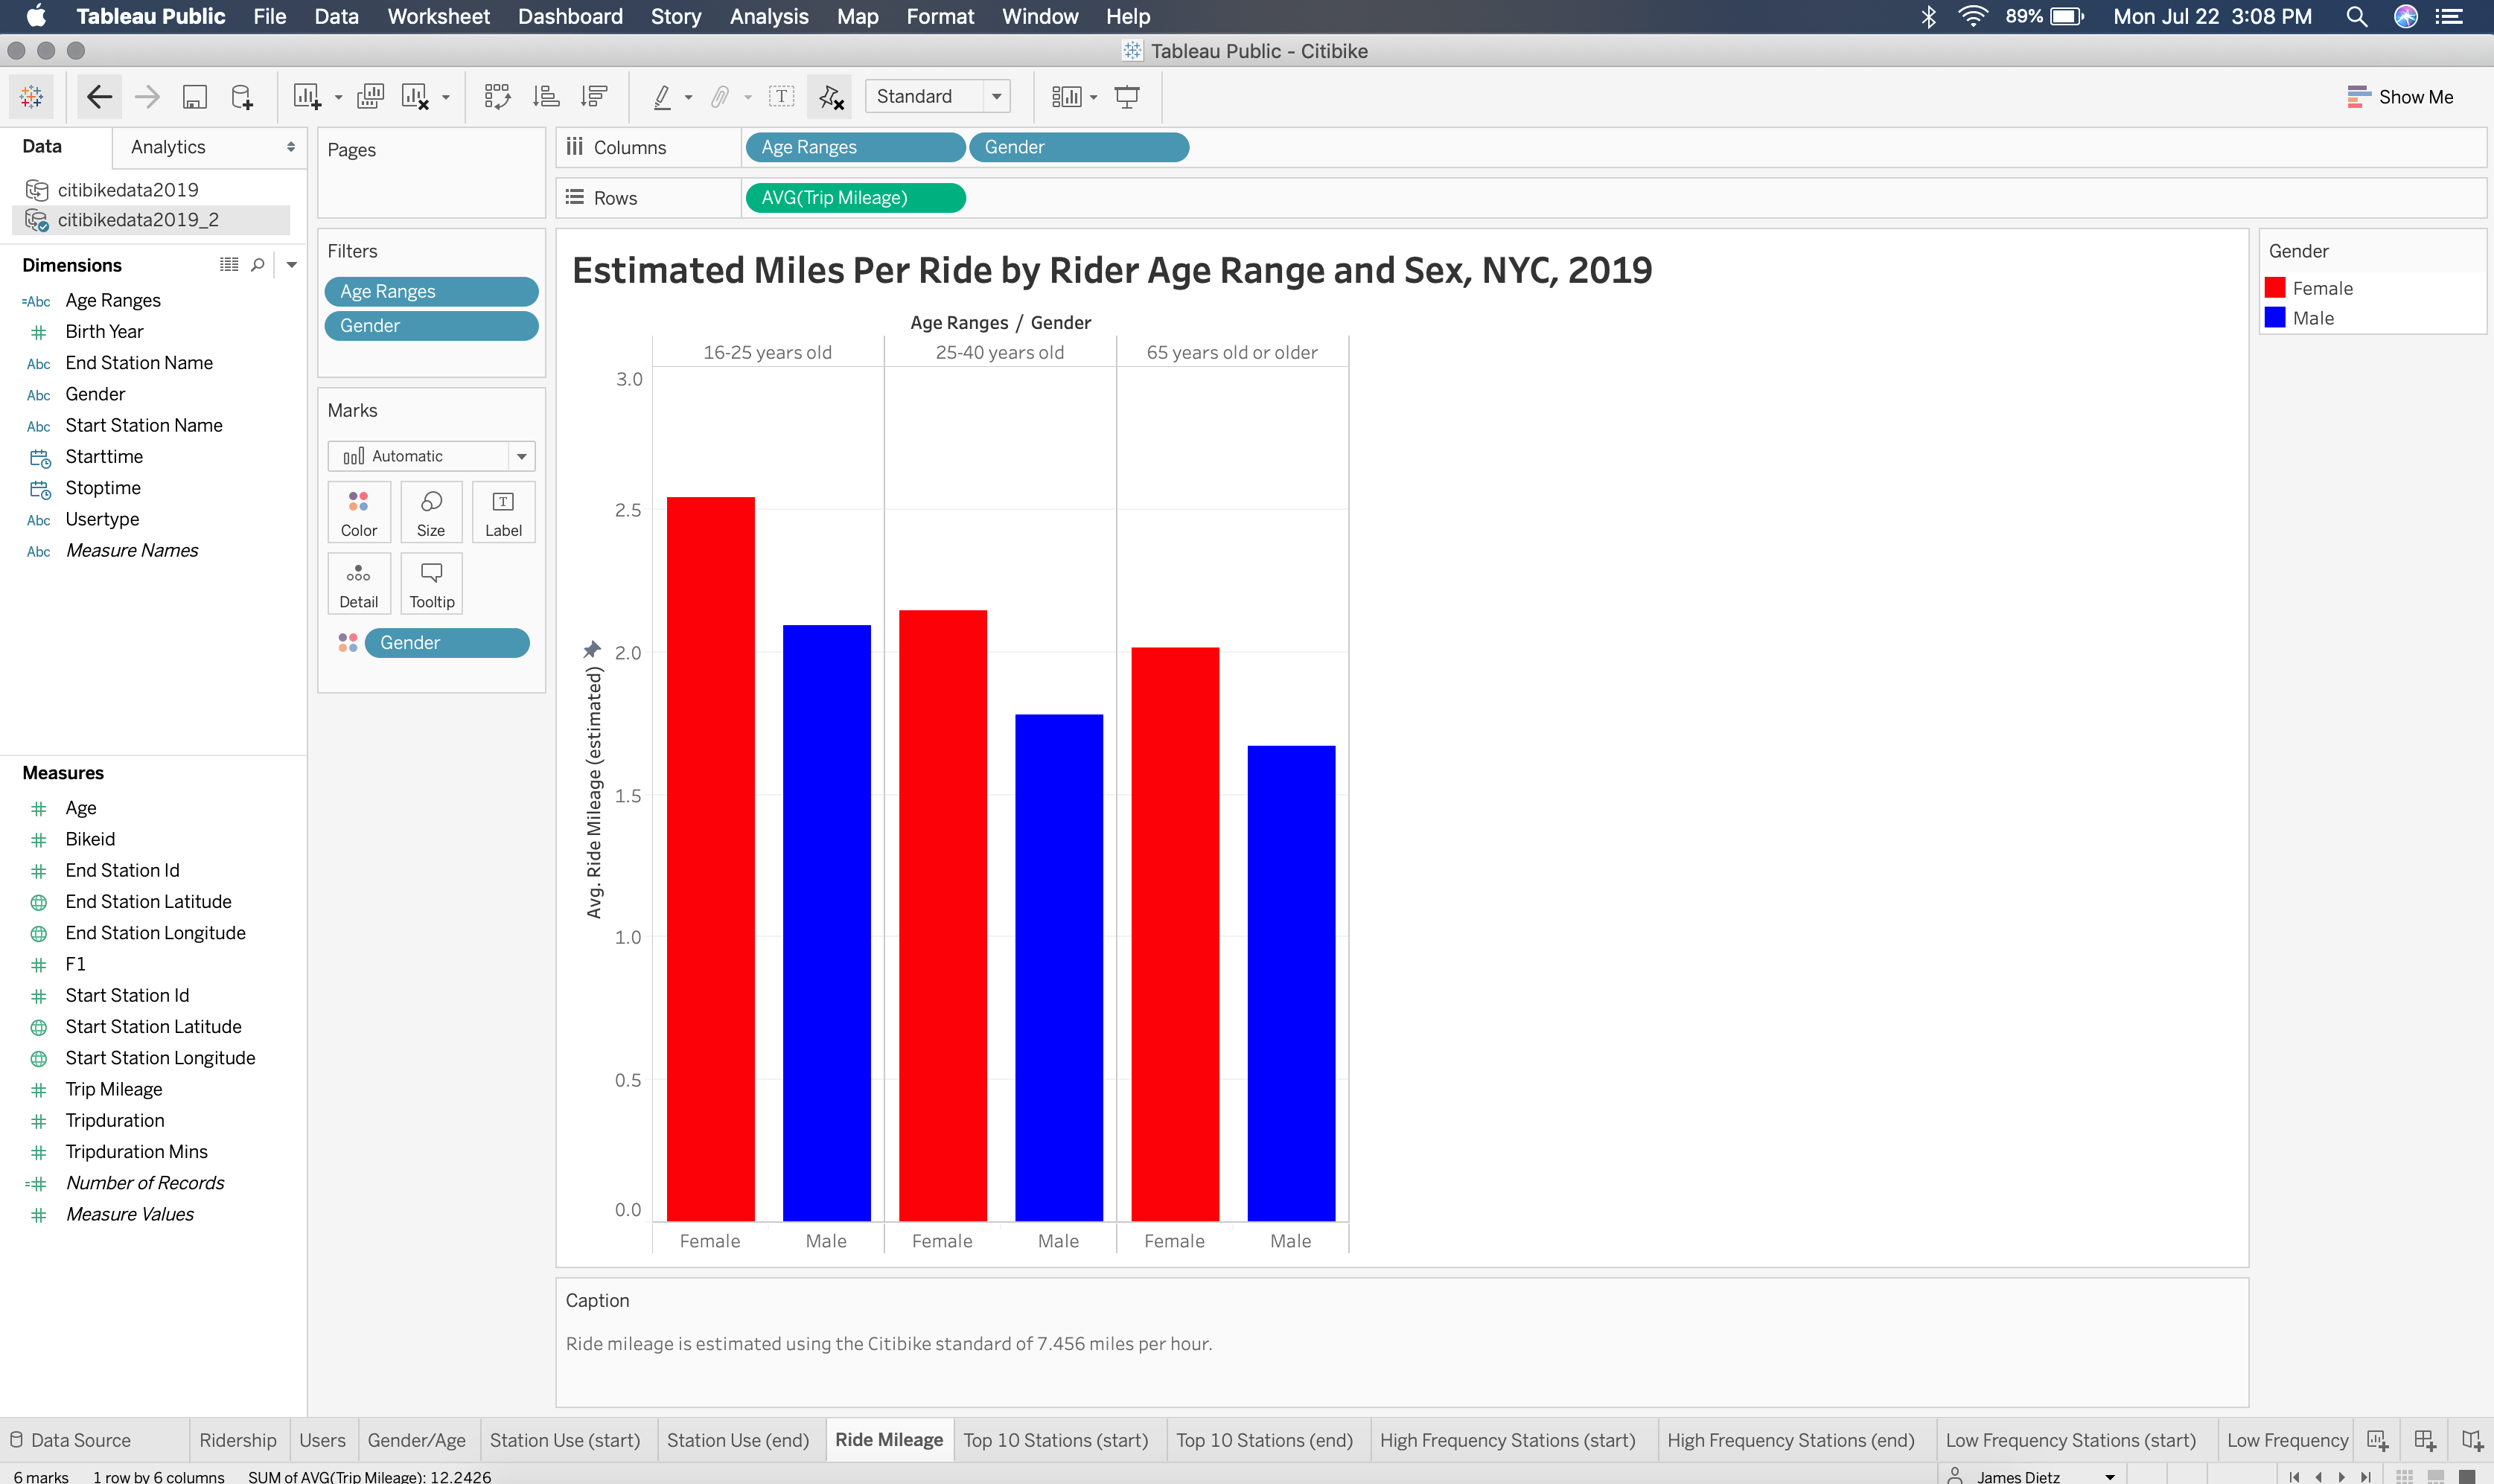 Tableau Public File Data Worksheet Dashboard Story Analysis Map Format Window Help 89% Mon Jul 22 3:08 PM
Tableau Public - Citibike
T Standard Show Me
Data Analytics
citibikedata2019
citibikedata2019_2
Dimensions
=Abc Age Ranges
# Birth Year
Abc End Station Name
Abc Gender
Abc Start Station Name
Starttime
Stoptime
Abc Usertype
Abc Measure Names
Measures
# Age
# Bikeid
# End Station Id
End Station Latitude
End Station Longitude
# F1
# Start Station Id
Start Station Latitude
Start Station Longitude
# Trip Mileage
# Tripduration
# Tripduration Mins
=# Number of Records
# Measure Values
Pages
Filters
Age Ranges
Gender
Marks
Automatic
Color Size Label
Detail Tooltip
Gender
Columns Age Ranges Gender
Rows AVG(Trip Mileage)
Estimated Miles Per Ride by Rider Age Range and Sex, NYC, 2019
Age Ranges / Gender
16-25 years old 25-40 years old 65 years old or older
3.0
2.5
2.0
1.5
1.0
0.5
0.0
Avg. Ride Mileage (estimated)
Female Male Female Male Female Male
Gender
Female
Male
Caption
Ride mileage is estimated using the Citibike standard of 7.456 miles per hour.
Data Source Ridership Users Gender/Age Station Use (start) Station Use (end) Ride Mileage Top 10 Stations (start) Top 10 Stations (end) High Frequency Stations (start) High Frequency Stations (end) Low Frequency Stations (start) Low Frequency
6 marks 1 row by 6 columns SUM of AVG(Trip Mileage): 12.2426 James Dietz